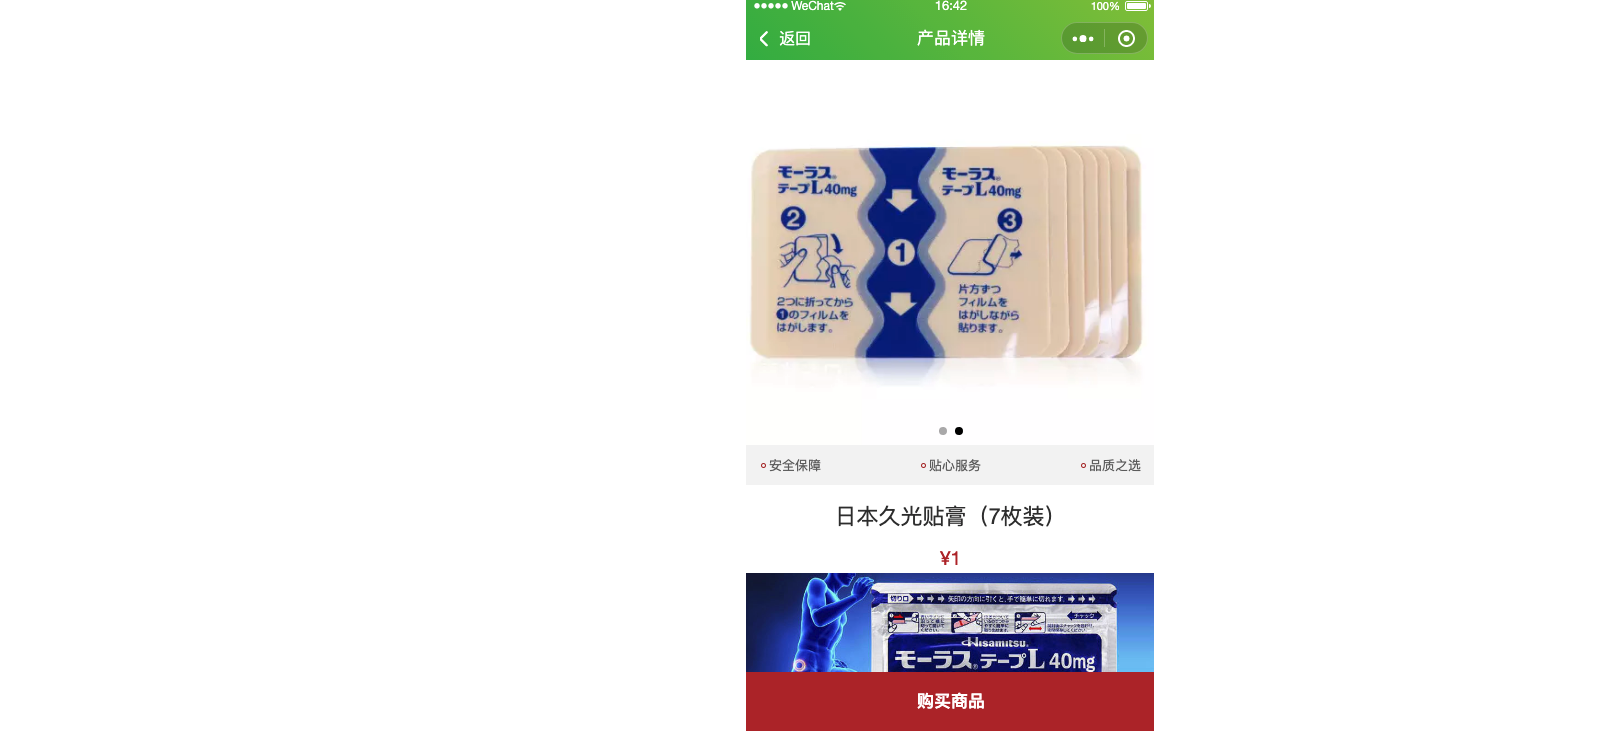 WeChat
16:42
100%
返回
产品详情
モーラス®
テープL40mg
2
2つに折ってから
1のフィルムを
はがします。
1
モーラス®
テープL40mg
3
片方ずつ
フィルムを
はがしながら
貼ります。
安全保障
贴心服务
品质之选
日本久光贴膏（7枚装）
¥1
切り口
矢印の方向に引くと、手で簡単に切れます。
チャック
Hisamitsu®
モーラス®テープL 40mg
购买商品